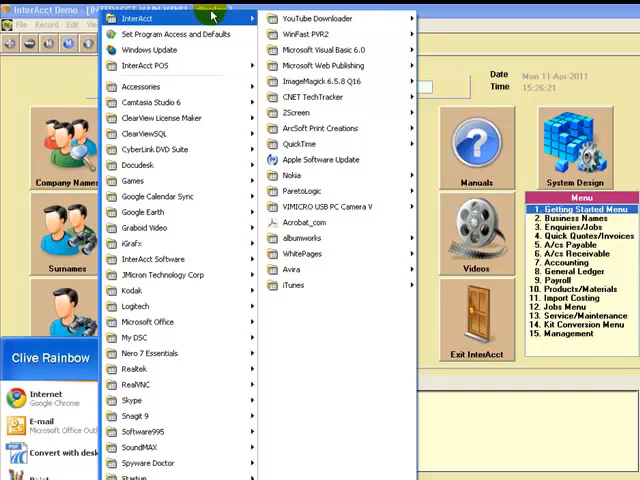 InterAcct Demo - [INTERACCT MAIN MENU
File Record Edit
InterAcct
Set Program Access and Defaults
Windows Update
InterAcct POS
Accessories
Camtasia Studio 6
ClearView License Maker
ClearViewSQL
CyberLink DVD Suite
Docudesk
Games
Google Calendar Sync
Google Earth
Graboid Video
iGrafx
InterAcct Software
JMicron Technology Corp
Kodak
Logitech
Microsoft Office
My DSC
Nero 7 Essentials
Realtek
RealVNC
Skype
Snagit 9
Software995
SoundMAX
Spyware Doctor
Startup
YouTube Downloader
WinFast PVR2
Microsoft Visual Basic 6.0
Microsoft Web Publishing
ImageMagick 6.5.8 Q16
CNET TechTracker
ZScreen
ArcSoft Print Creations
QuickTime
Apple Software Update
Nokia
ParetoLogic
VIMICRO USB PC Camera V
Acrobat_com
albumworks
WhitePages
Avira
iTunes
Date Mon 11-Apr-2011
Time 15:26:21
Company Names
Surnames
Manuals
System Design
Videos
Exit InterAcct
Menu
1. Getting Started Menu
2. Business Names
3. Enquiries/Jobs
4. Quick Quotes/Invoices
5. A/cs Payable
6. A/cs Receivable
7. Accounting
8. General Ledger
9. Payroll
10. Products/Materials
11. Import Costing
12. Jobs Menu
13. Service/Maintenance
14. Kit Conversion Menu
15. Management
Clive Rainbow
Internet
Google Chrome
E-mail
Microsoft Office Outl
Convert with desk